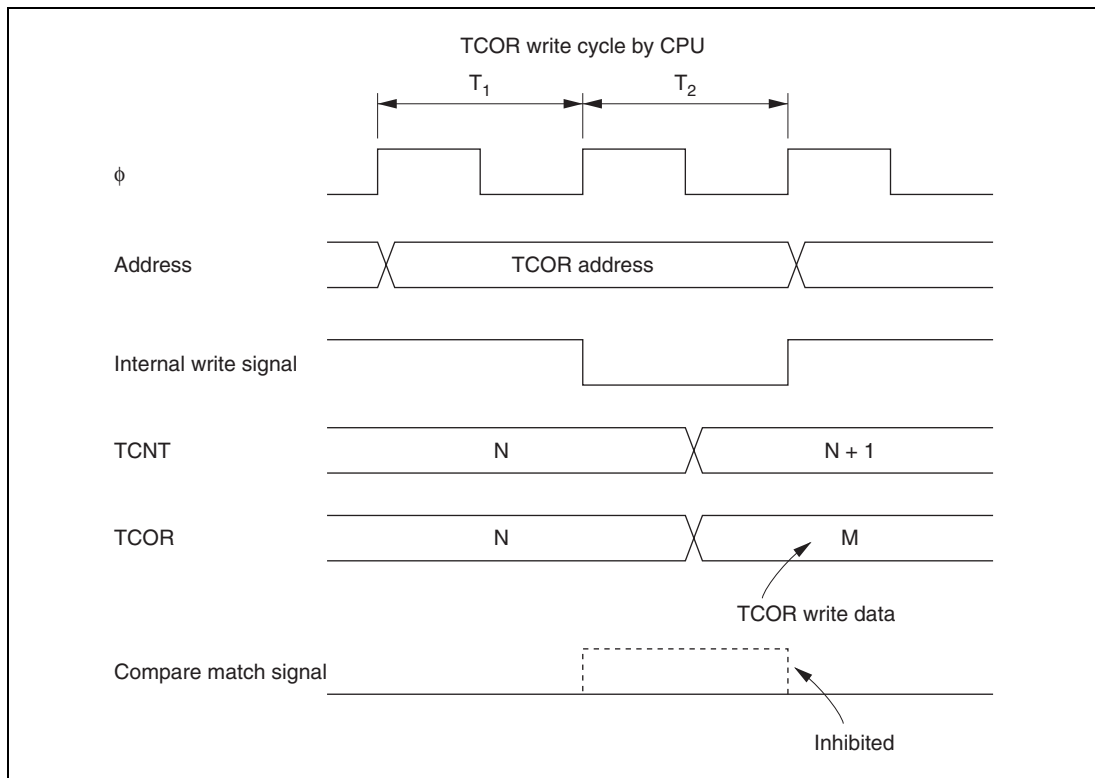 TCOR write cycle by CPU
T1 T2
φ
Address TCOR address
Internal write signal
TCNT N N + 1
TCOR N M
TCOR write data
Compare match signal
Inhibited